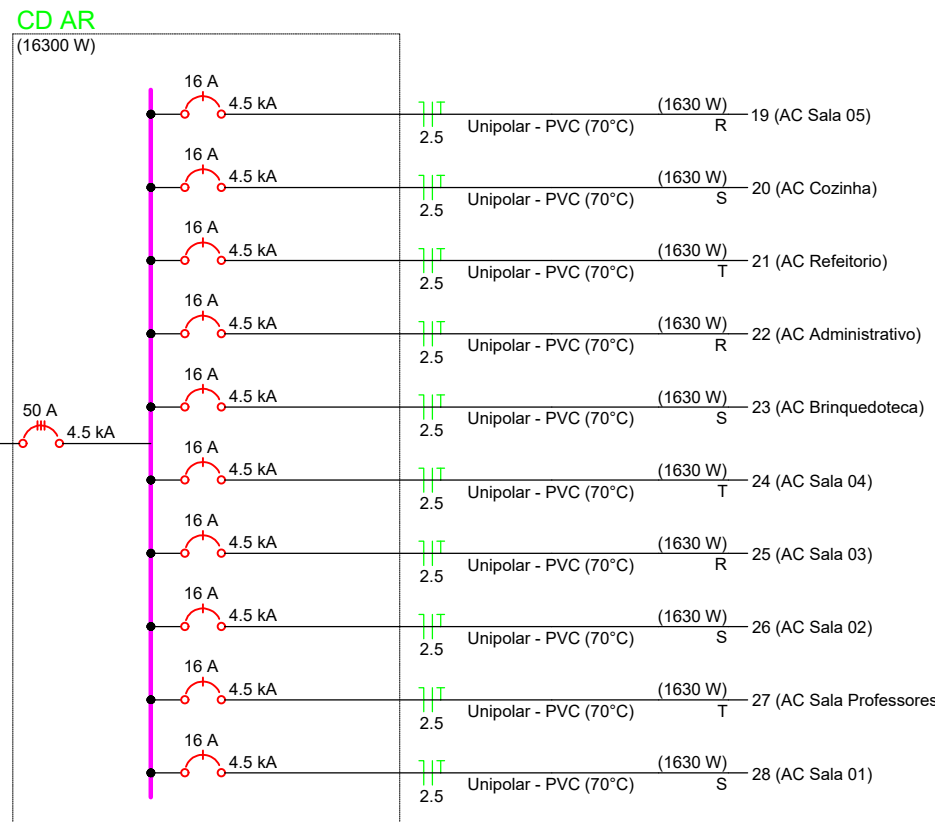 CD AR
(16300 W)
16 A
4.5 kA
2.5
Unipolar - PVC (70°C)
(1630 W)
R
19 (AC Sala 05)
16 A
4.5 kA
2.5
Unipolar - PVC (70°C)
(1630 W)
S
20 (AC Cozinha)
16 A
4.5 kA
2.5
Unipolar - PVC (70°C)
(1630 W)
T
21 (AC Refeitorio)
16 A
4.5 kA
2.5
Unipolar - PVC (70°C)
(1630 W)
R
22 (AC Administrativo)
16 A
4.5 kA
2.5
Unipolar - PVC (70°C)
(1630 W)
S
23 (AC Brinquedoteca)
50 A
4.5 kA
16 A
4.5 kA
2.5
Unipolar - PVC (70°C)
(1630 W)
T
24 (AC Sala 04)
16 A
4.5 kA
2.5
Unipolar - PVC (70°C)
(1630 W)
R
25 (AC Sala 03)
16 A
4.5 kA
2.5
Unipolar - PVC (70°C)
(1630 W)
S
26 (AC Sala 02)
16 A
4.5 kA
2.5
Unipolar - PVC (70°C)
(1630 W)
T
27 (AC Sala Professores
16 A
4.5 kA
2.5
Unipolar - PVC (70°C)
(1630 W)
S
28 (AC Sala 01)